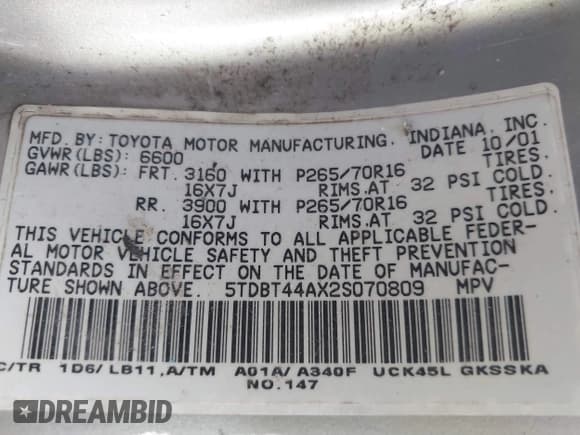 MFD. BY: TOYOTA MOTOR MANUFACTURING, INDIANA, INC.
GVWR(LBS): 6600 DATE 10/01
GAWR(LBS): FRT. 3160 WITH P265/70R16 TIRES.
16X7J RIMS.AT 32 PSI COLD.
RR. 3900 WITH P265/70R16 TIRES.
16X7J RIMS.AT 32 PSI COLD.
THIS VEHICLE CONFORMS TO ALL APPLICABLE FEDER-
AL MOTOR VEHICLE SAFETY AND THEFT PREVENTION
STANDARDS IN EFFECT ON THE DATE OF MANUFAC-
TURE SHOWN ABOVE. 5TDBT44AX2S070809 MPV
C/TR 1D6/ LB11,A/TM A01A/ A340F UCK45L GKSSKA
NO.147
DREAMBID